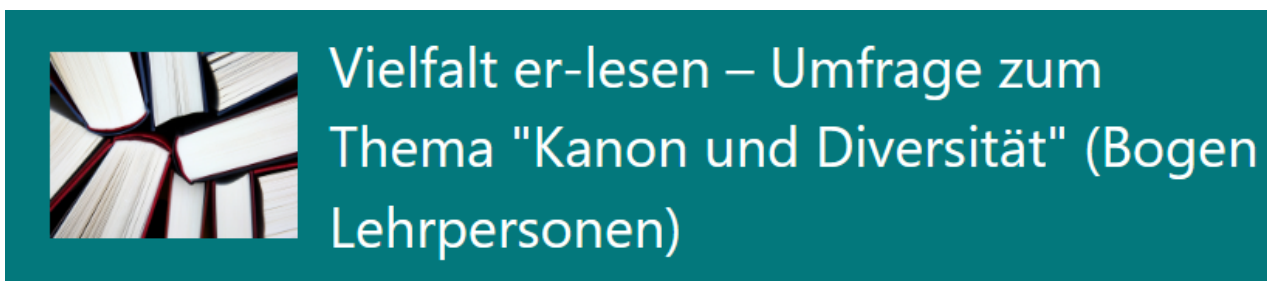 Vielfalt er-lesen – Umfrage zum
Thema "Kanon und Diversität" (Bogen
Lehrpersonen)